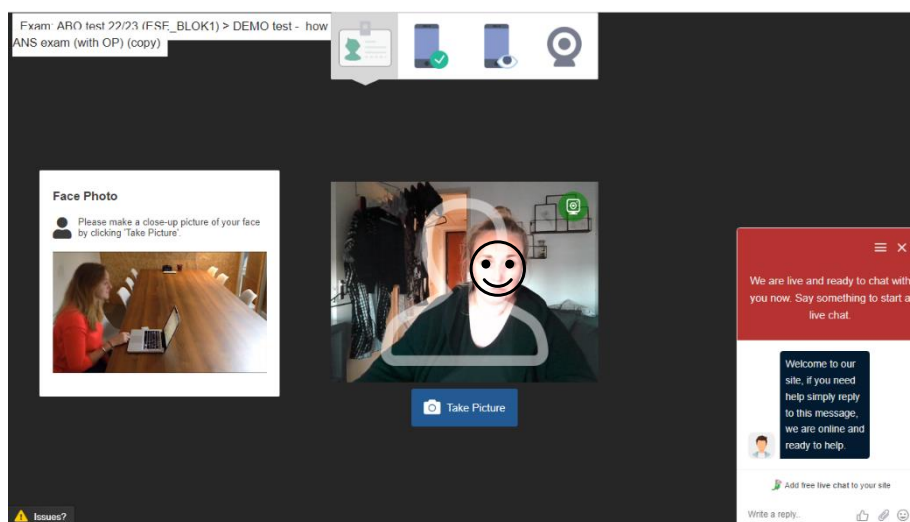 Exam: ABO test 22/23 (ESE_BLOK1) > DEMO test - how
ANS exam (with OP) (copy)
Face Photo
Please make a close-up picture of your face
by clicking 'Take Picture'.
Take Picture
We are live and ready to chat with
you now. Say something to start a
live chat.
Welcome to our
site, if you need
help simply reply
to this message,
we are online and
ready to help.
Add free live chat to your site
Write a reply..
Issues?